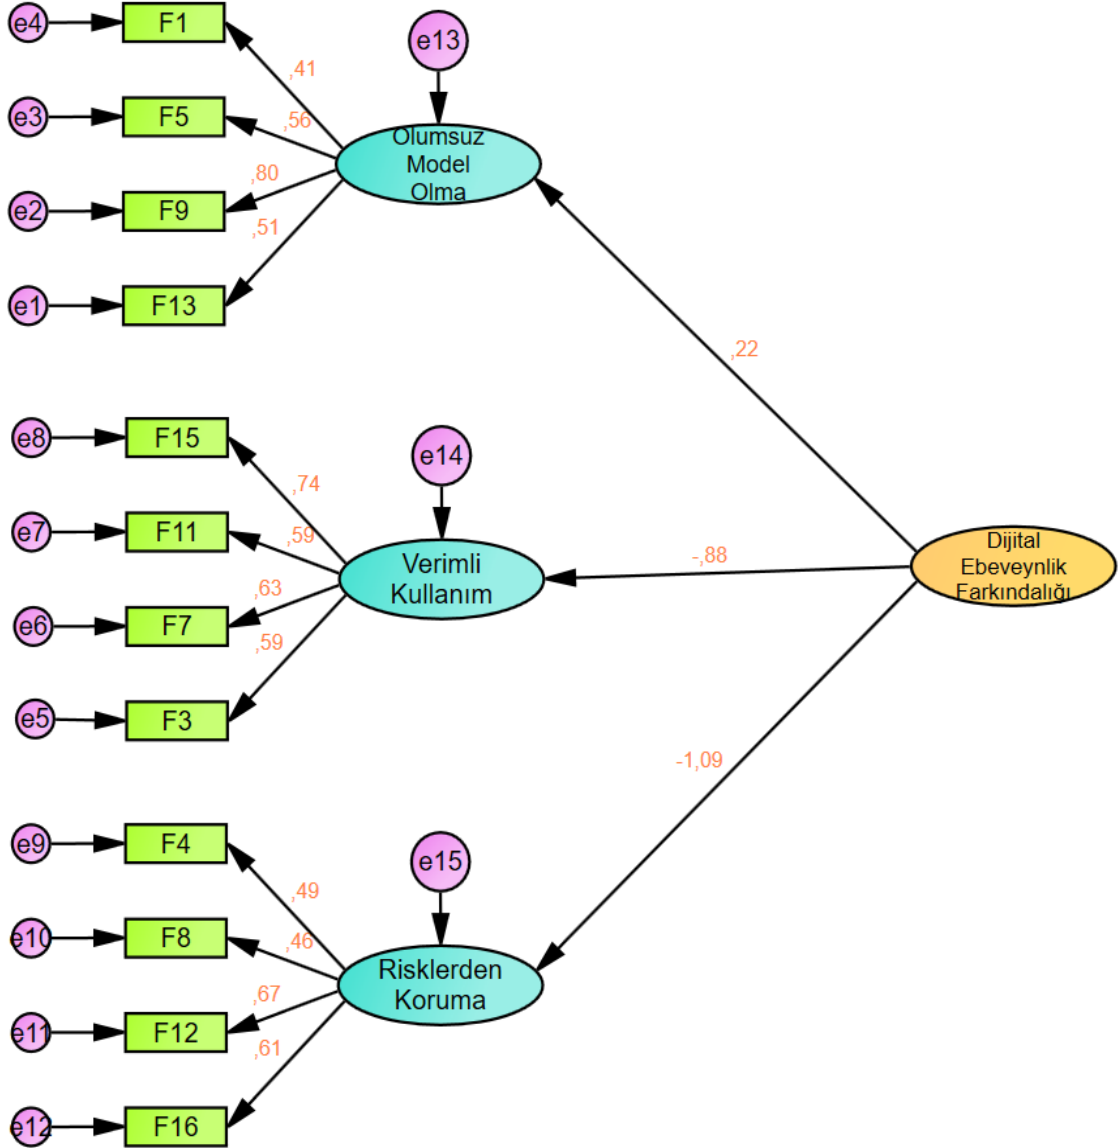 e4
F1
e13
,41
e3
F5
,56
Olumsuz
Model
Olma
,80
e2
F9
,51
e1
F13
,22
e8
F15
e14
,74
e7
F11
,59
Verimli
Kullanım
-,88
Dijital
Ebeveynlik
Farkındalığı
,63
e6
F7
,59
e5
F3
-1,09
e9
F4
e15
,49
e10
F8
,46
Risklerden
Koruma
,67
e11
F12
,61
e12
F16